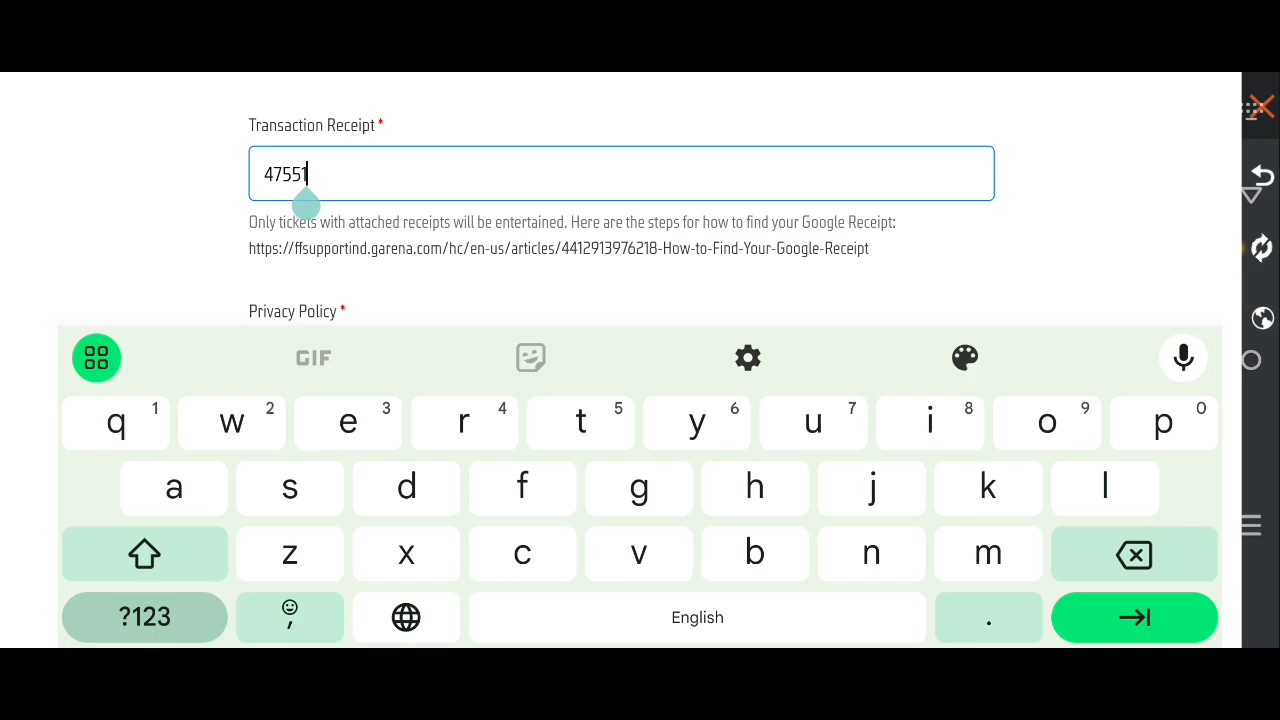 Transaction Receipt *
47551
Only tickets with attached receipts will be entertained. Here are the steps for how to find your Google Receipt:
https://ffsupportind.garena.com/hc/en-us/articles/4412913976218-How-to-Find-Your-Google-Receipt
Privacy Policy *
GIF
q 1 w 2 e 3 r 4 t 5 y 6 u 7 i 8 o 9 p 0
a s d f g h j k l
z x c v b n m
?123 , English .